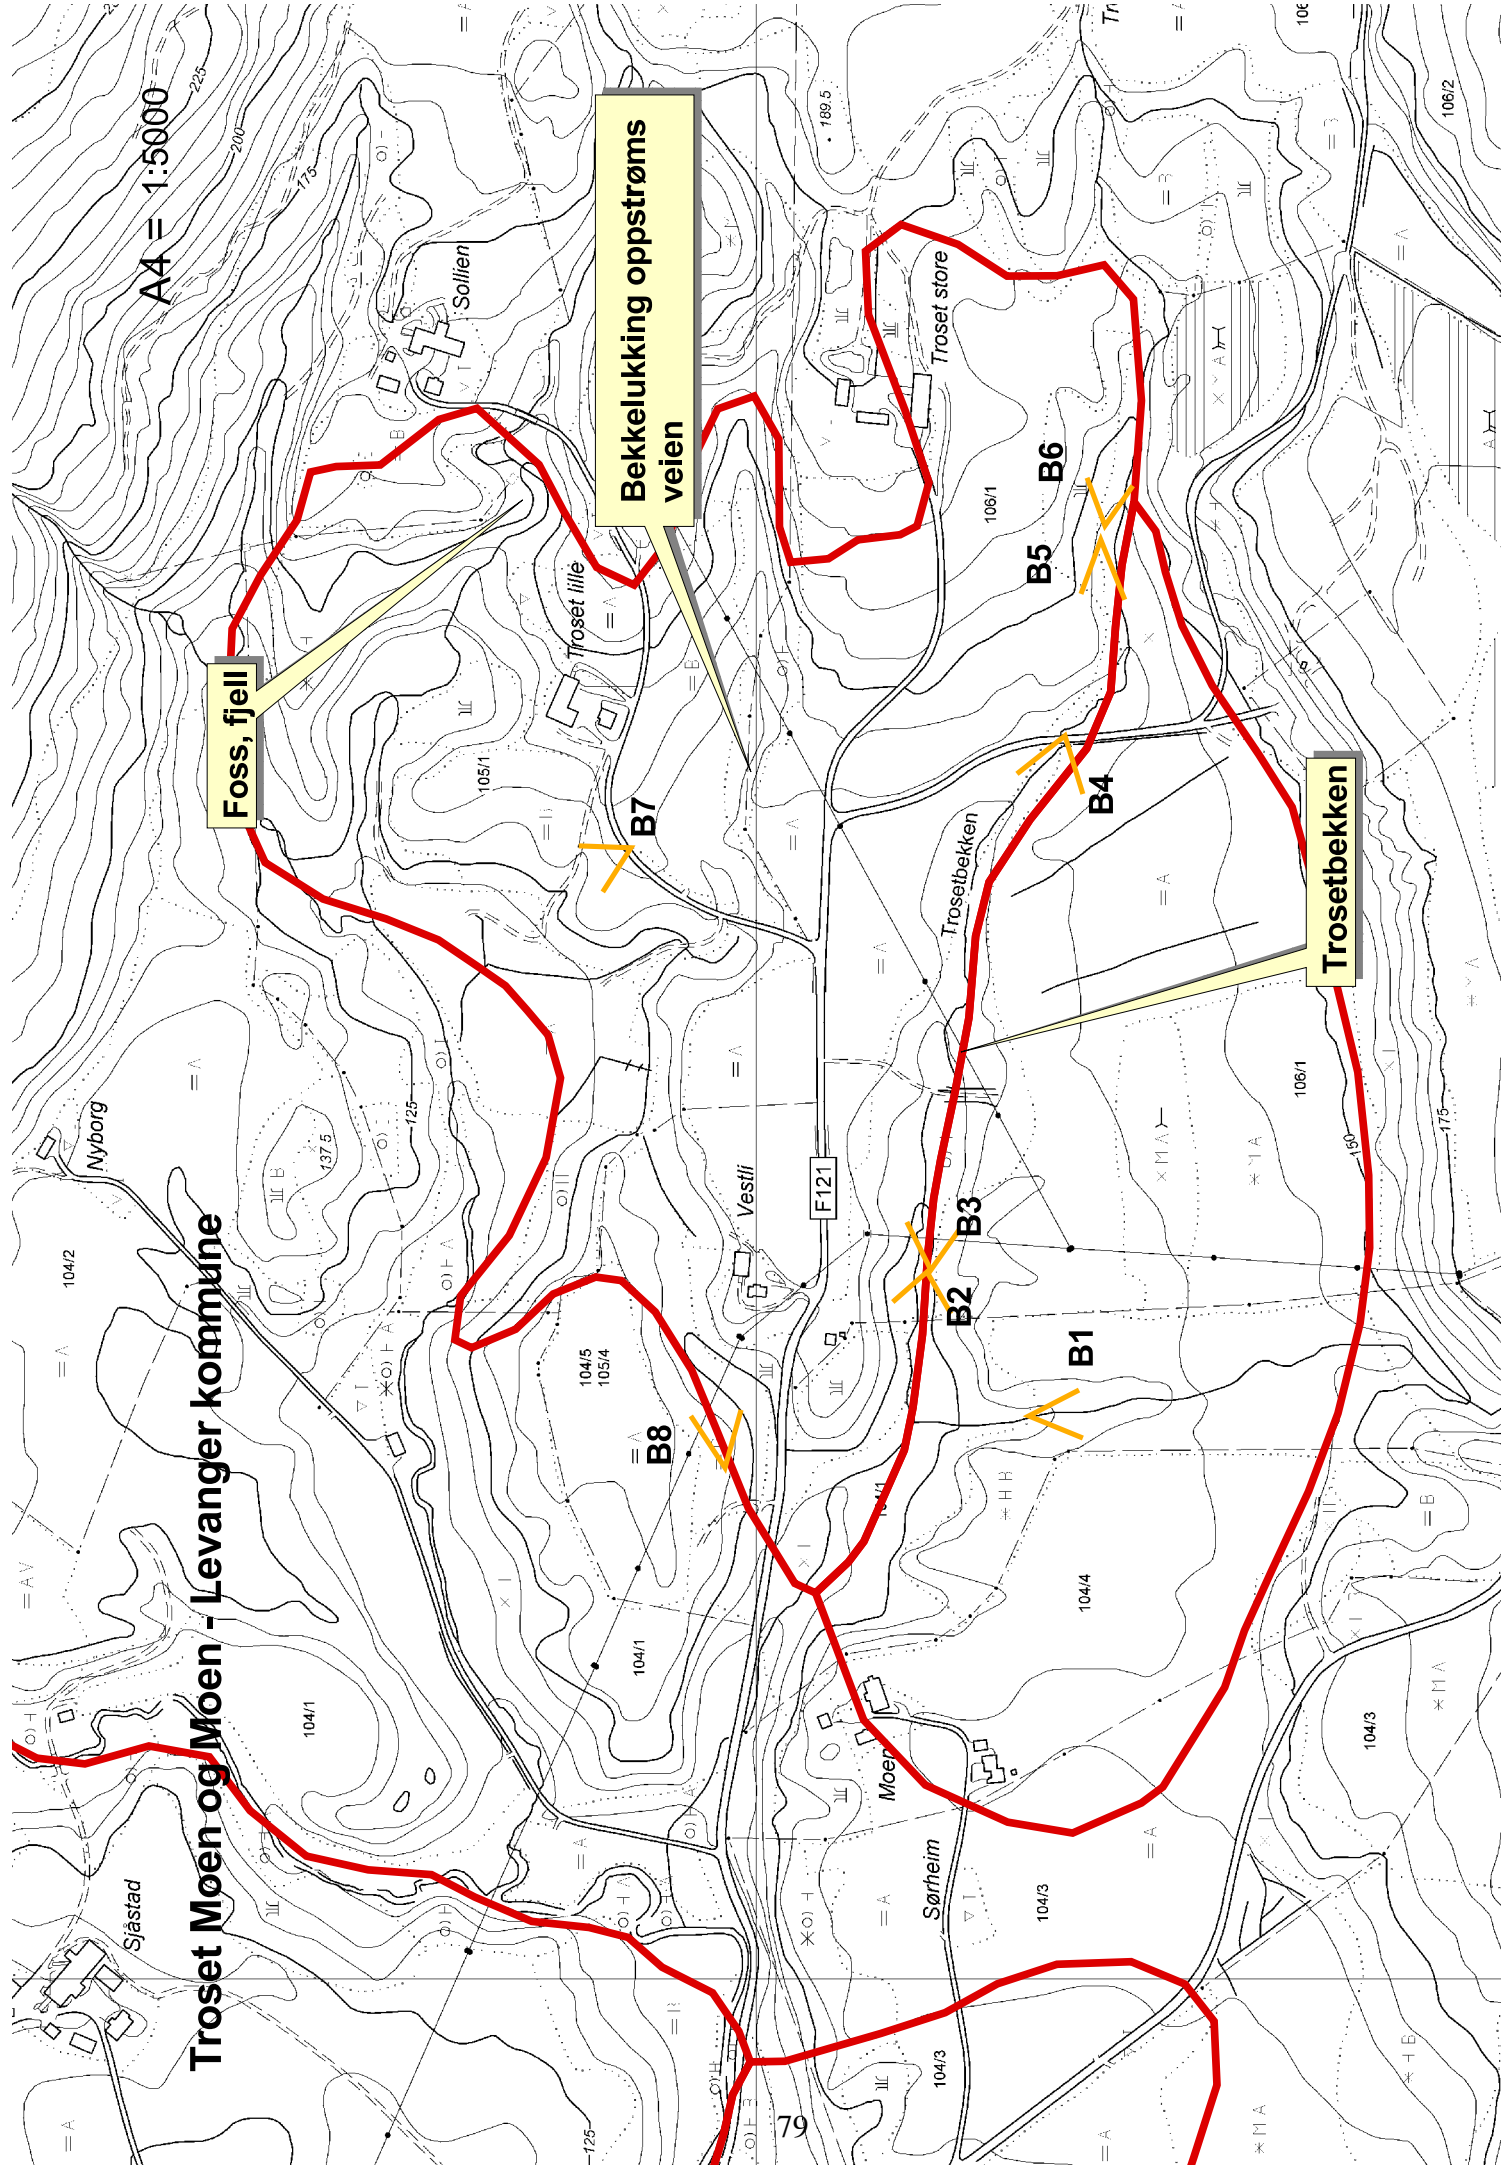 Troset Moen og Moen - Levanger kommune
A4 = 1:5000
Foss, fjell
Bekkelukking oppstrøms
veien
Trosetbekken
Sjåstad
Nyborg
Sollien
Troset lille
Troset store
Vestli
Trosetbekken
Moen
Sørheim
F121
B1
B2
B3
B4
B5
B6
B7
B8
104/2
104/1
104/1
104/1
104/5
105/4
105/1
106/1
106/1
106/2
104/4
104/3
104/3
104/3
225
200
175
189.5
137.5
125
125
150
175
79